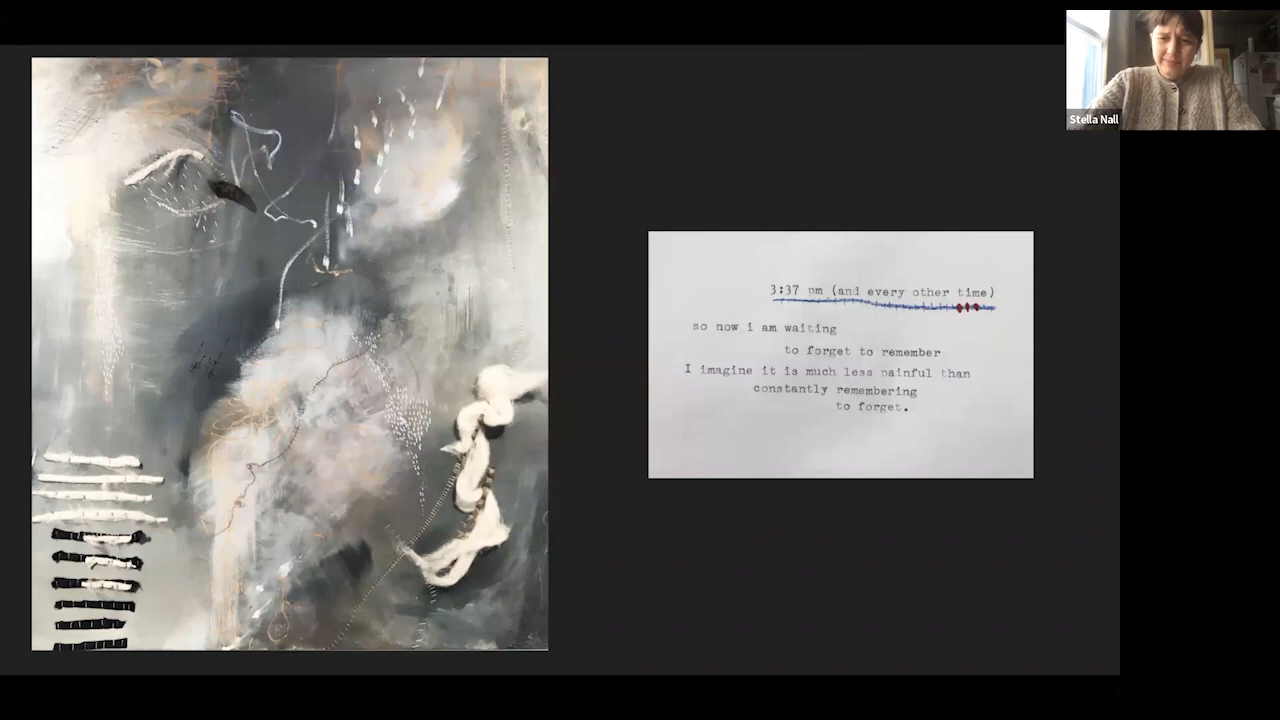 Stella Nall
3:37 pm (and every other time)
so now i am waiting
to forget to remember
I imagine it is much less painful than
constantly remembering
to forget.